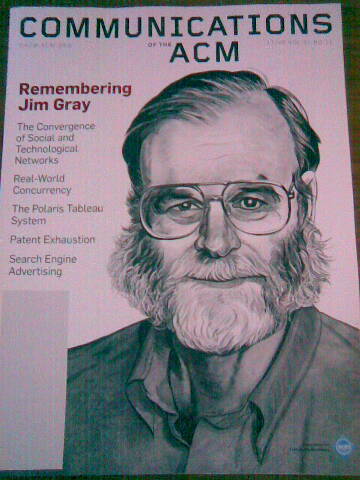 COMMUNICATIONS
OF THE
ACM
Remembering
Jim Gray
The Convergence
of Social and
Technological
Networks
Real-World
Concurrency
The Polaris Tableau
System
Patent Exhaustion
Search Engine
Advertising